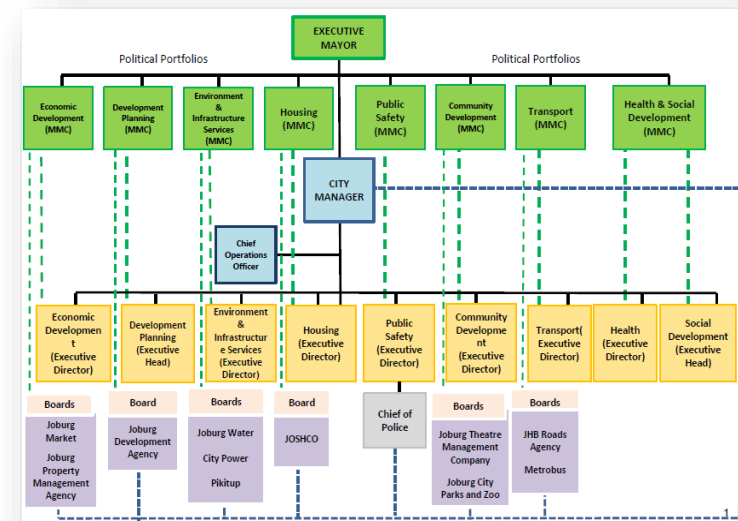 EXECUTIVE
MAYOR
Political Portfolios
Political Portfolios
Economic
Development
(MMC)
Development
Planning
(MMC)
Environment
&
Infrastructure
Services
(MMC)
Housing
(MMC)
Public
Safety
(MMC)
Community
Development
(MMC)
Transport
(MMC)
Health & Social
Development
(MMC)
CITY
MANAGER
Chief
Operations
Officer
Economic
Developmen
t
(Executive
Director)
Development
Planning
(Executive
Head)
Environment
&
Infrastructur
e Services
(Executive
Director)
Housing
(Executive
Director)
Public
Safety
(Executive
Director)
Community
Developme
nt
(Executive
Director)
Transport(
Executive
Director)
Health
(Executive
Director)
Social
Development
(Executive
Head)
Boards
Joburg
Market
Joburg
Property
Management
Agency
Board
Joburg
Development
Agency
Boards
Joburg Water
City Power
Pikitup
Board
JOSHCO
Chief of
Police
Boards
Joburg Theatre
Management
Company
Joburg City
Parks and Zoo
Boards
JHB Roads
Agency
Metrobus
1